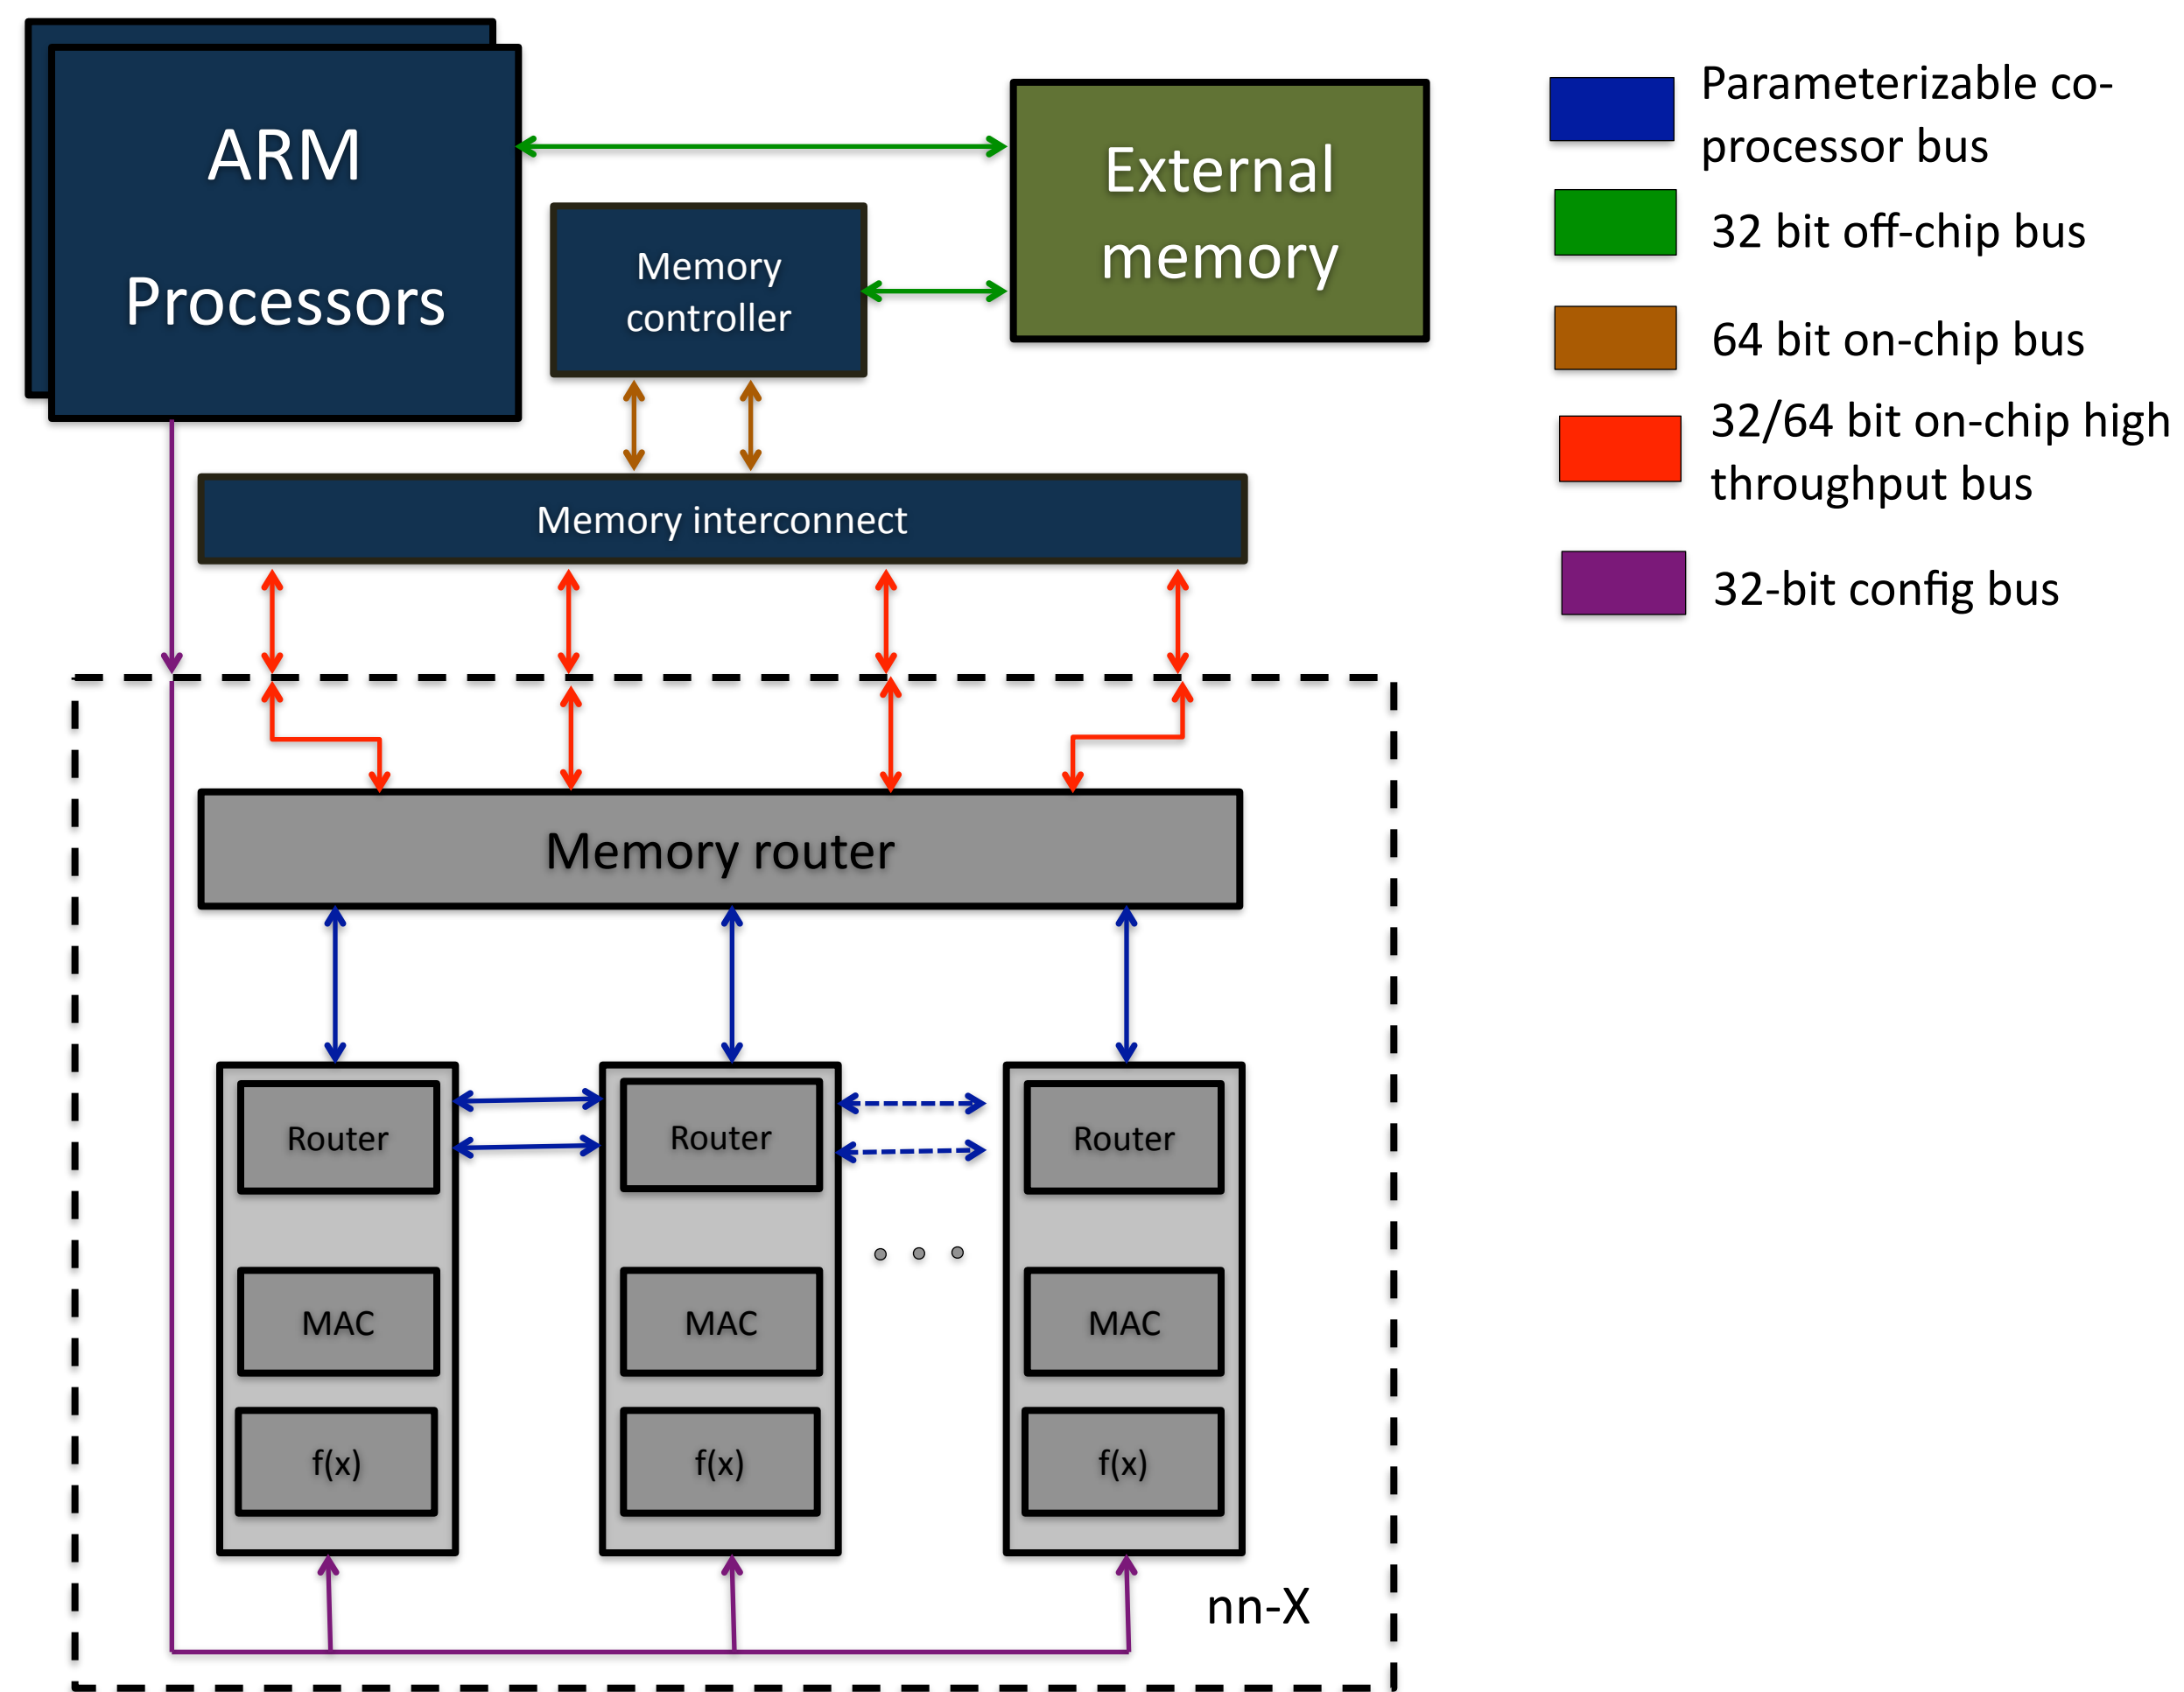 ARM
Processors
External
memory
Memory
controller
Memory interconnect
Parameterizable co-
processor bus
32 bit off-chip bus
64 bit on-chip bus
32/64 bit on-chip high
throughput bus
32-bit config bus
Memory router
Router
Router
Router
MAC
MAC
MAC
f(x)
f(x)
f(x)
nn-X